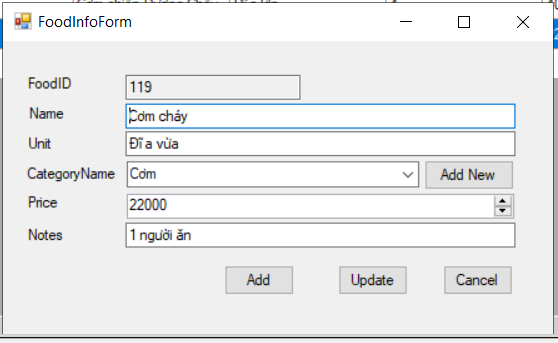 FoodInfoForm
FoodID 119
Name Cơm cháy
Unit Đĩa vừa
CategoryName Cơm Add New
Price 22000
Notes 1 người ăn
Add Update Cancel